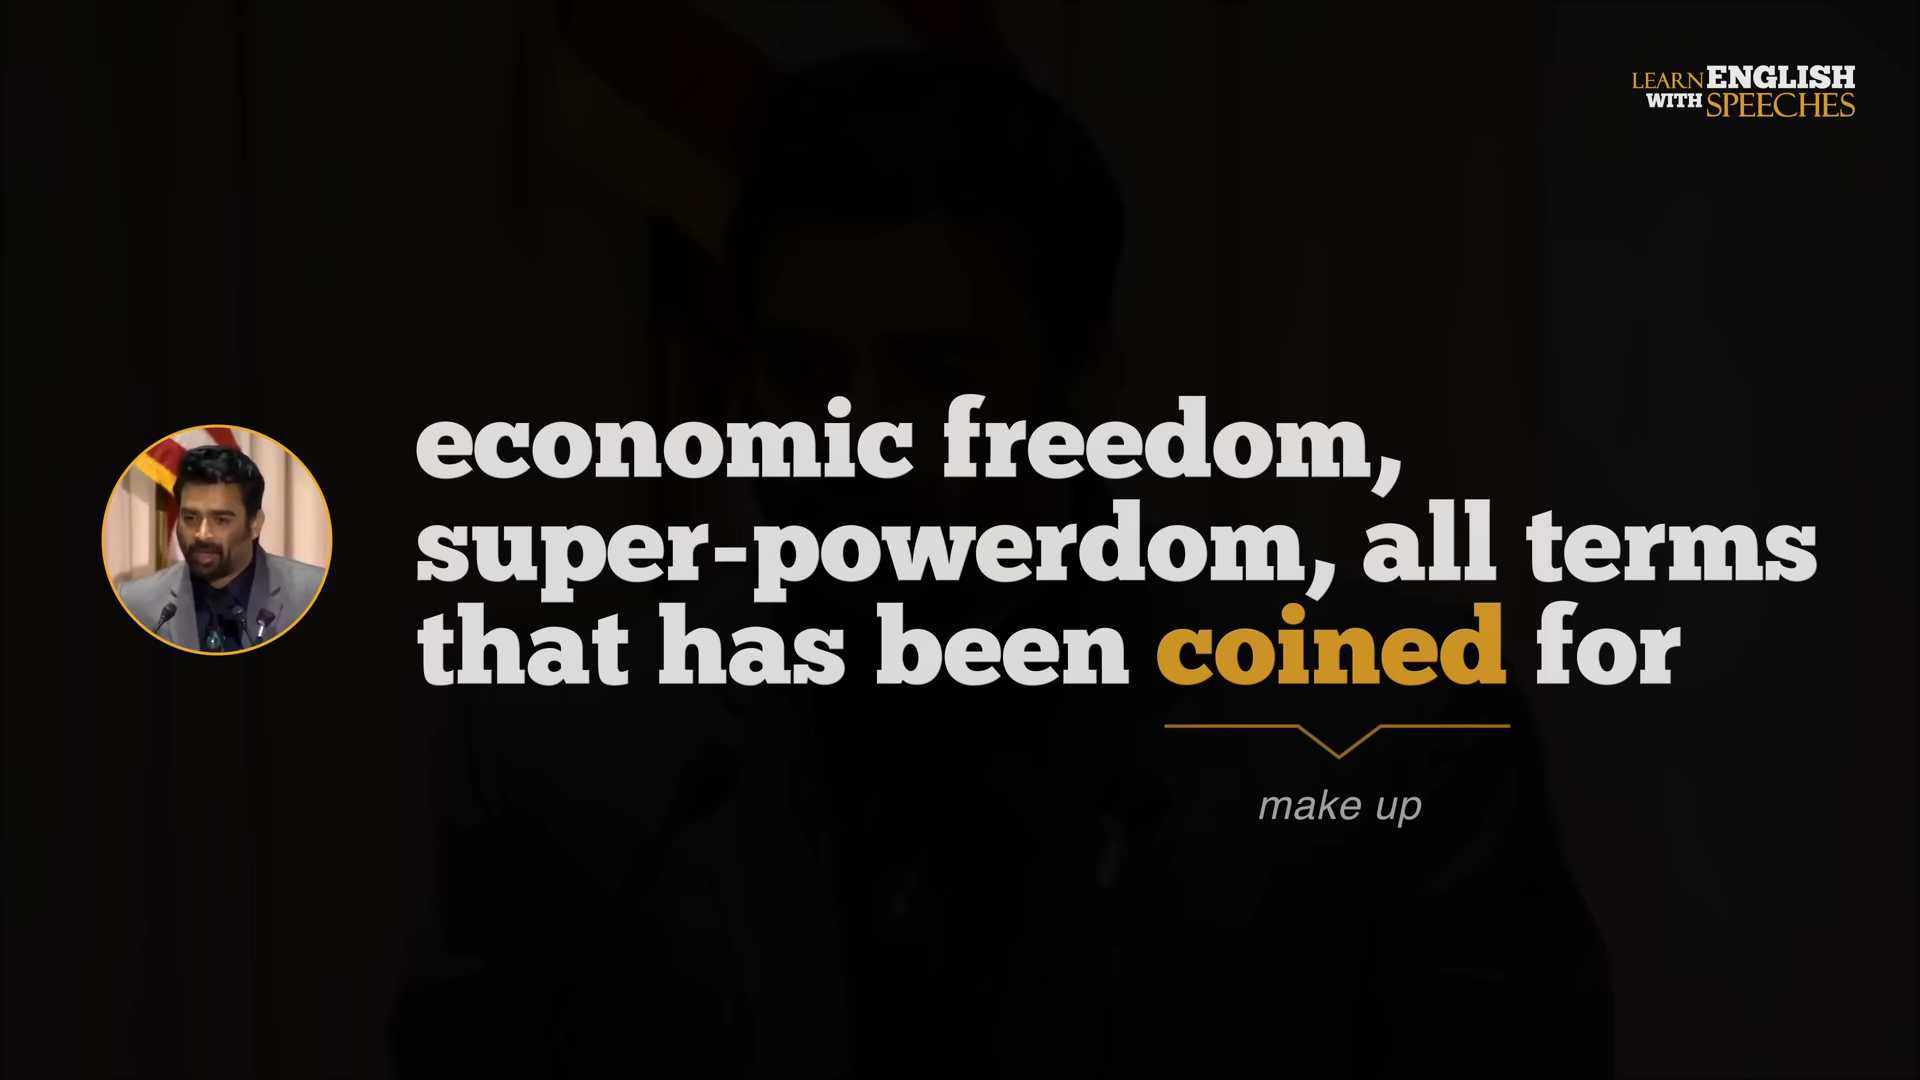 LEARN ENGLISH
WITH SPEECHES
economic freedom,
super-powerdom, all terms
that has been coined for
make up